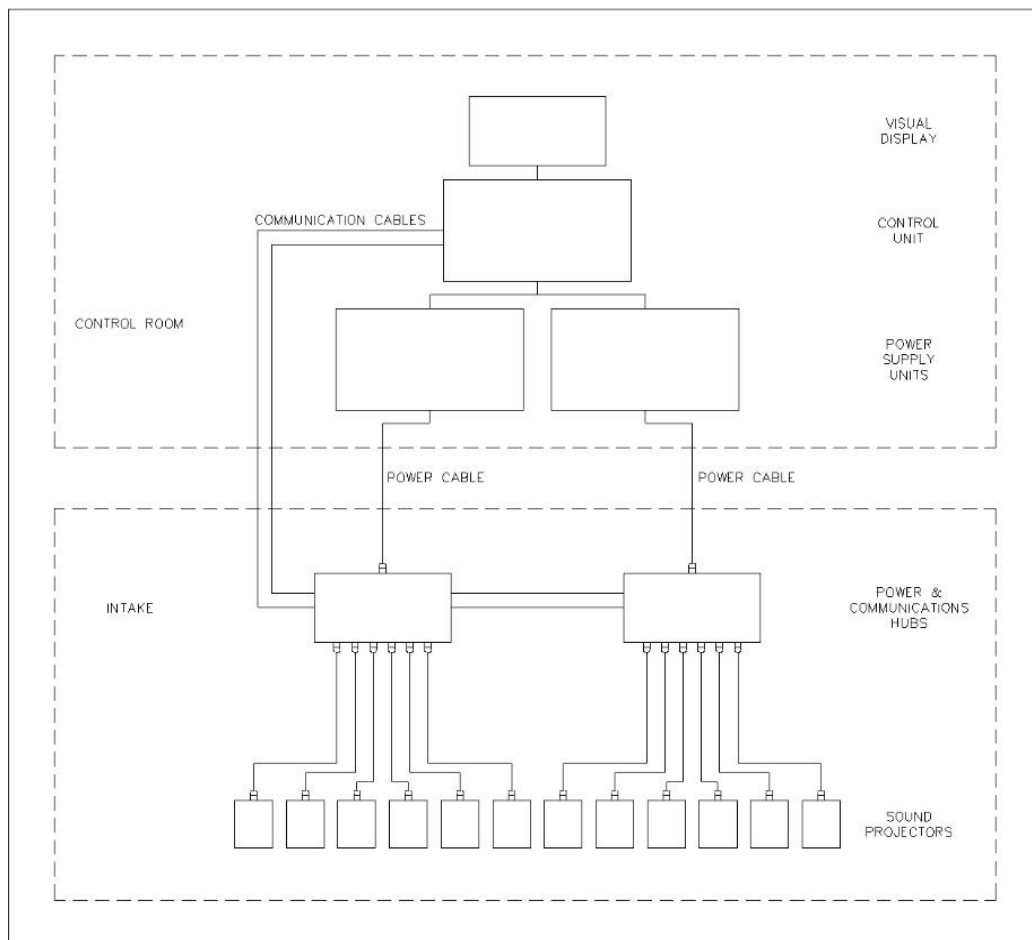 VISUAL
DISPLAY
COMMUNICATION CABLES
CONTROL
UNIT
CONTROL ROOM
POWER
SUPPLY
UNITS
POWER CABLE
POWER CABLE
INTAKE
POWER &
COMMUNICATIONS
HUBS
SOUND
PROJECTORS